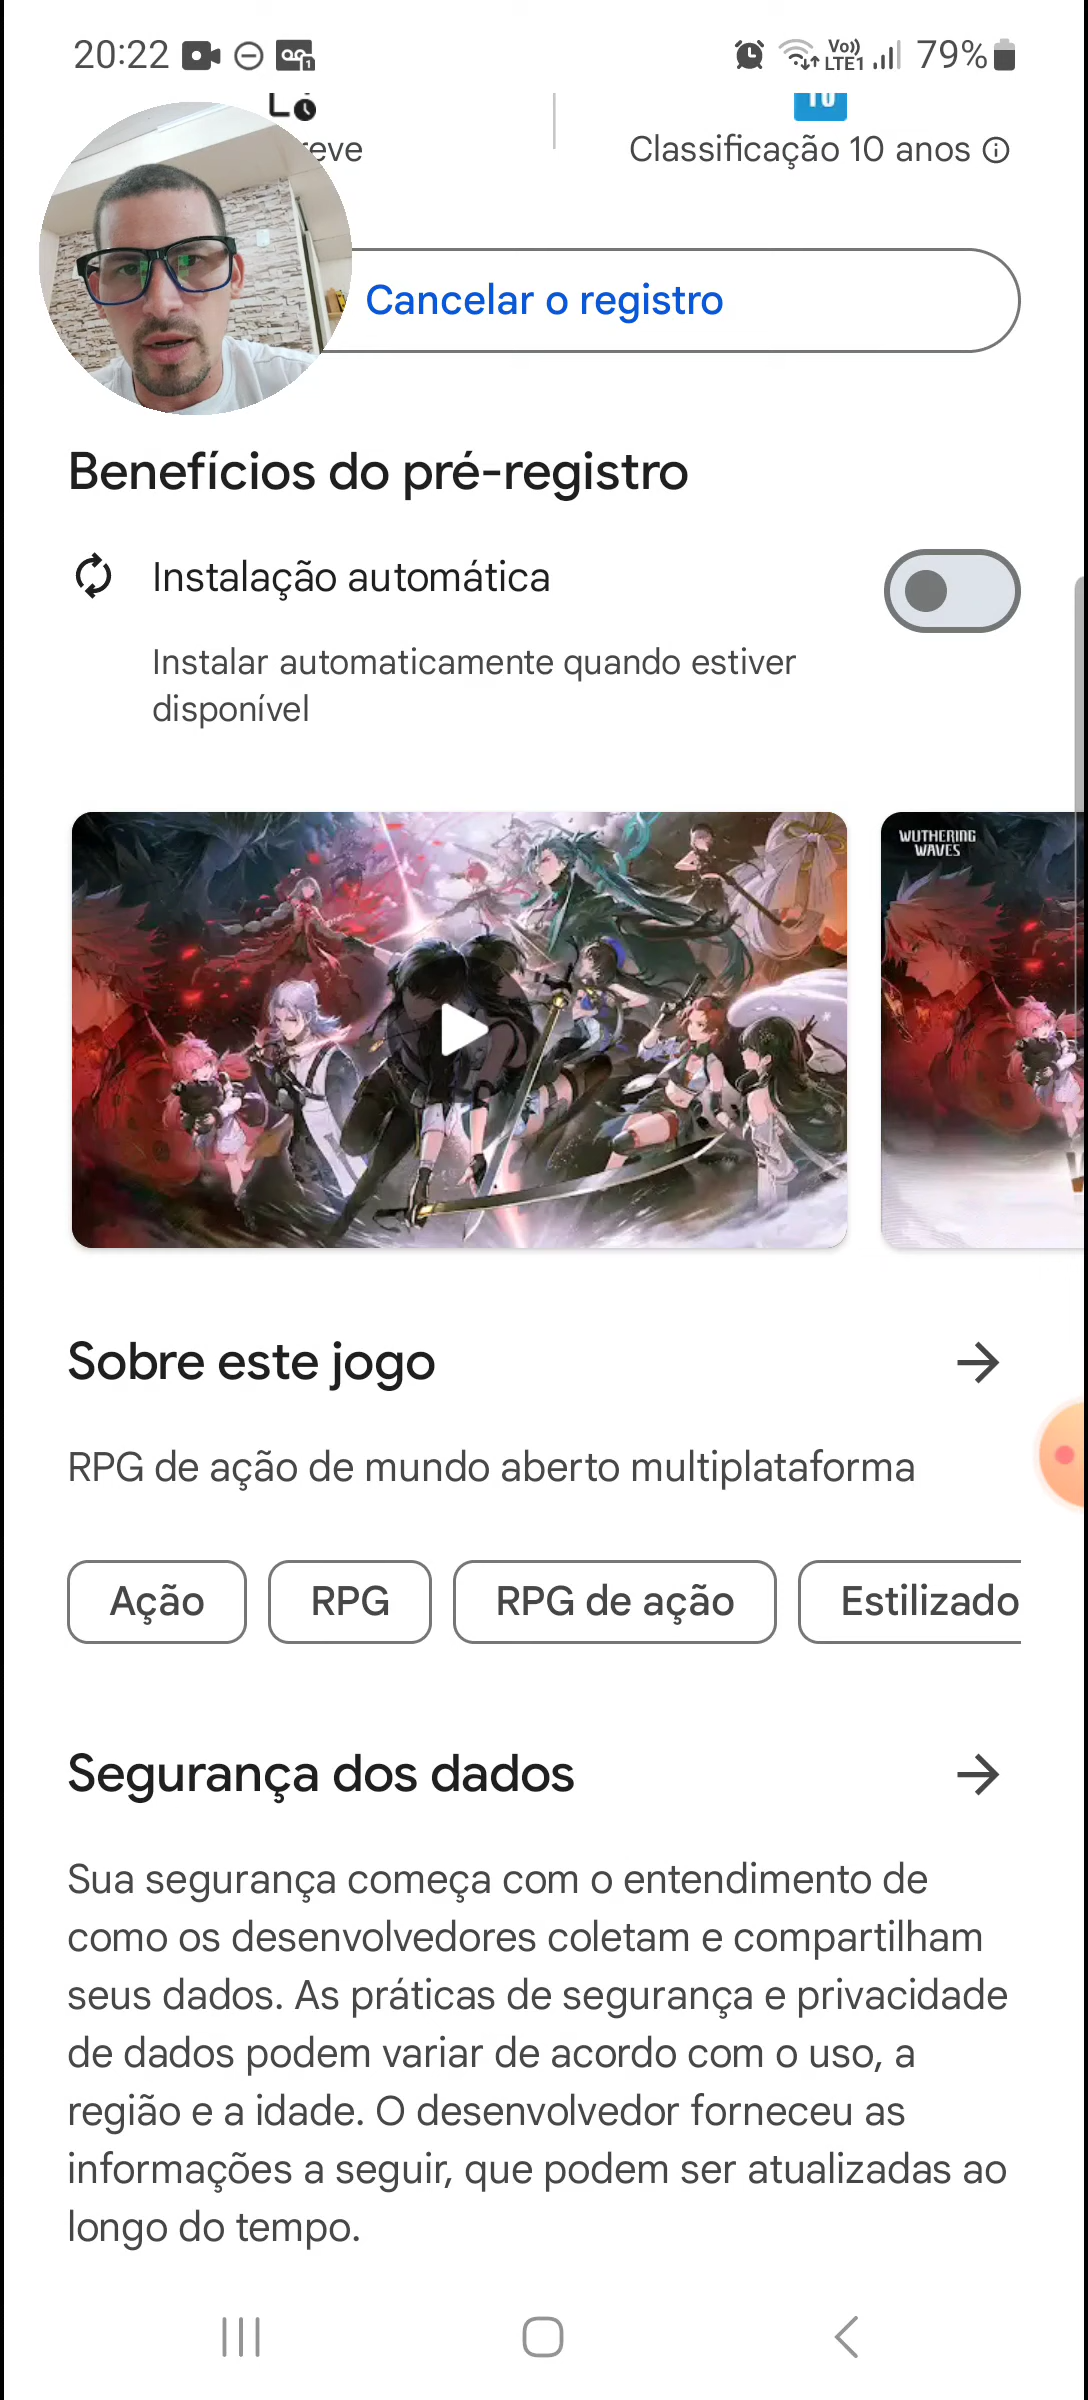 20:22
Vo)) LTE1 79%
10
reve
Classificação 10 anos
Cancelar o registro
Benefícios do pré-registro
Instalação automática
Instalar automaticamente quando estiver
disponível
WUTHERING
WAVES
Sobre este jogo
RPG de ação de mundo aberto multiplataforma
Ação
RPG
RPG de ação
Estilizado
Segurança dos dados
Sua segurança começa com o entendimento de
como os desenvolvedores coletam e compartilham
seus dados. As práticas de segurança e privacidade
de dados podem variar de acordo com o uso, a
região e a idade. O desenvolvedor forneceu as
informações a seguir, que podem ser atualizadas ao
longo do tempo.